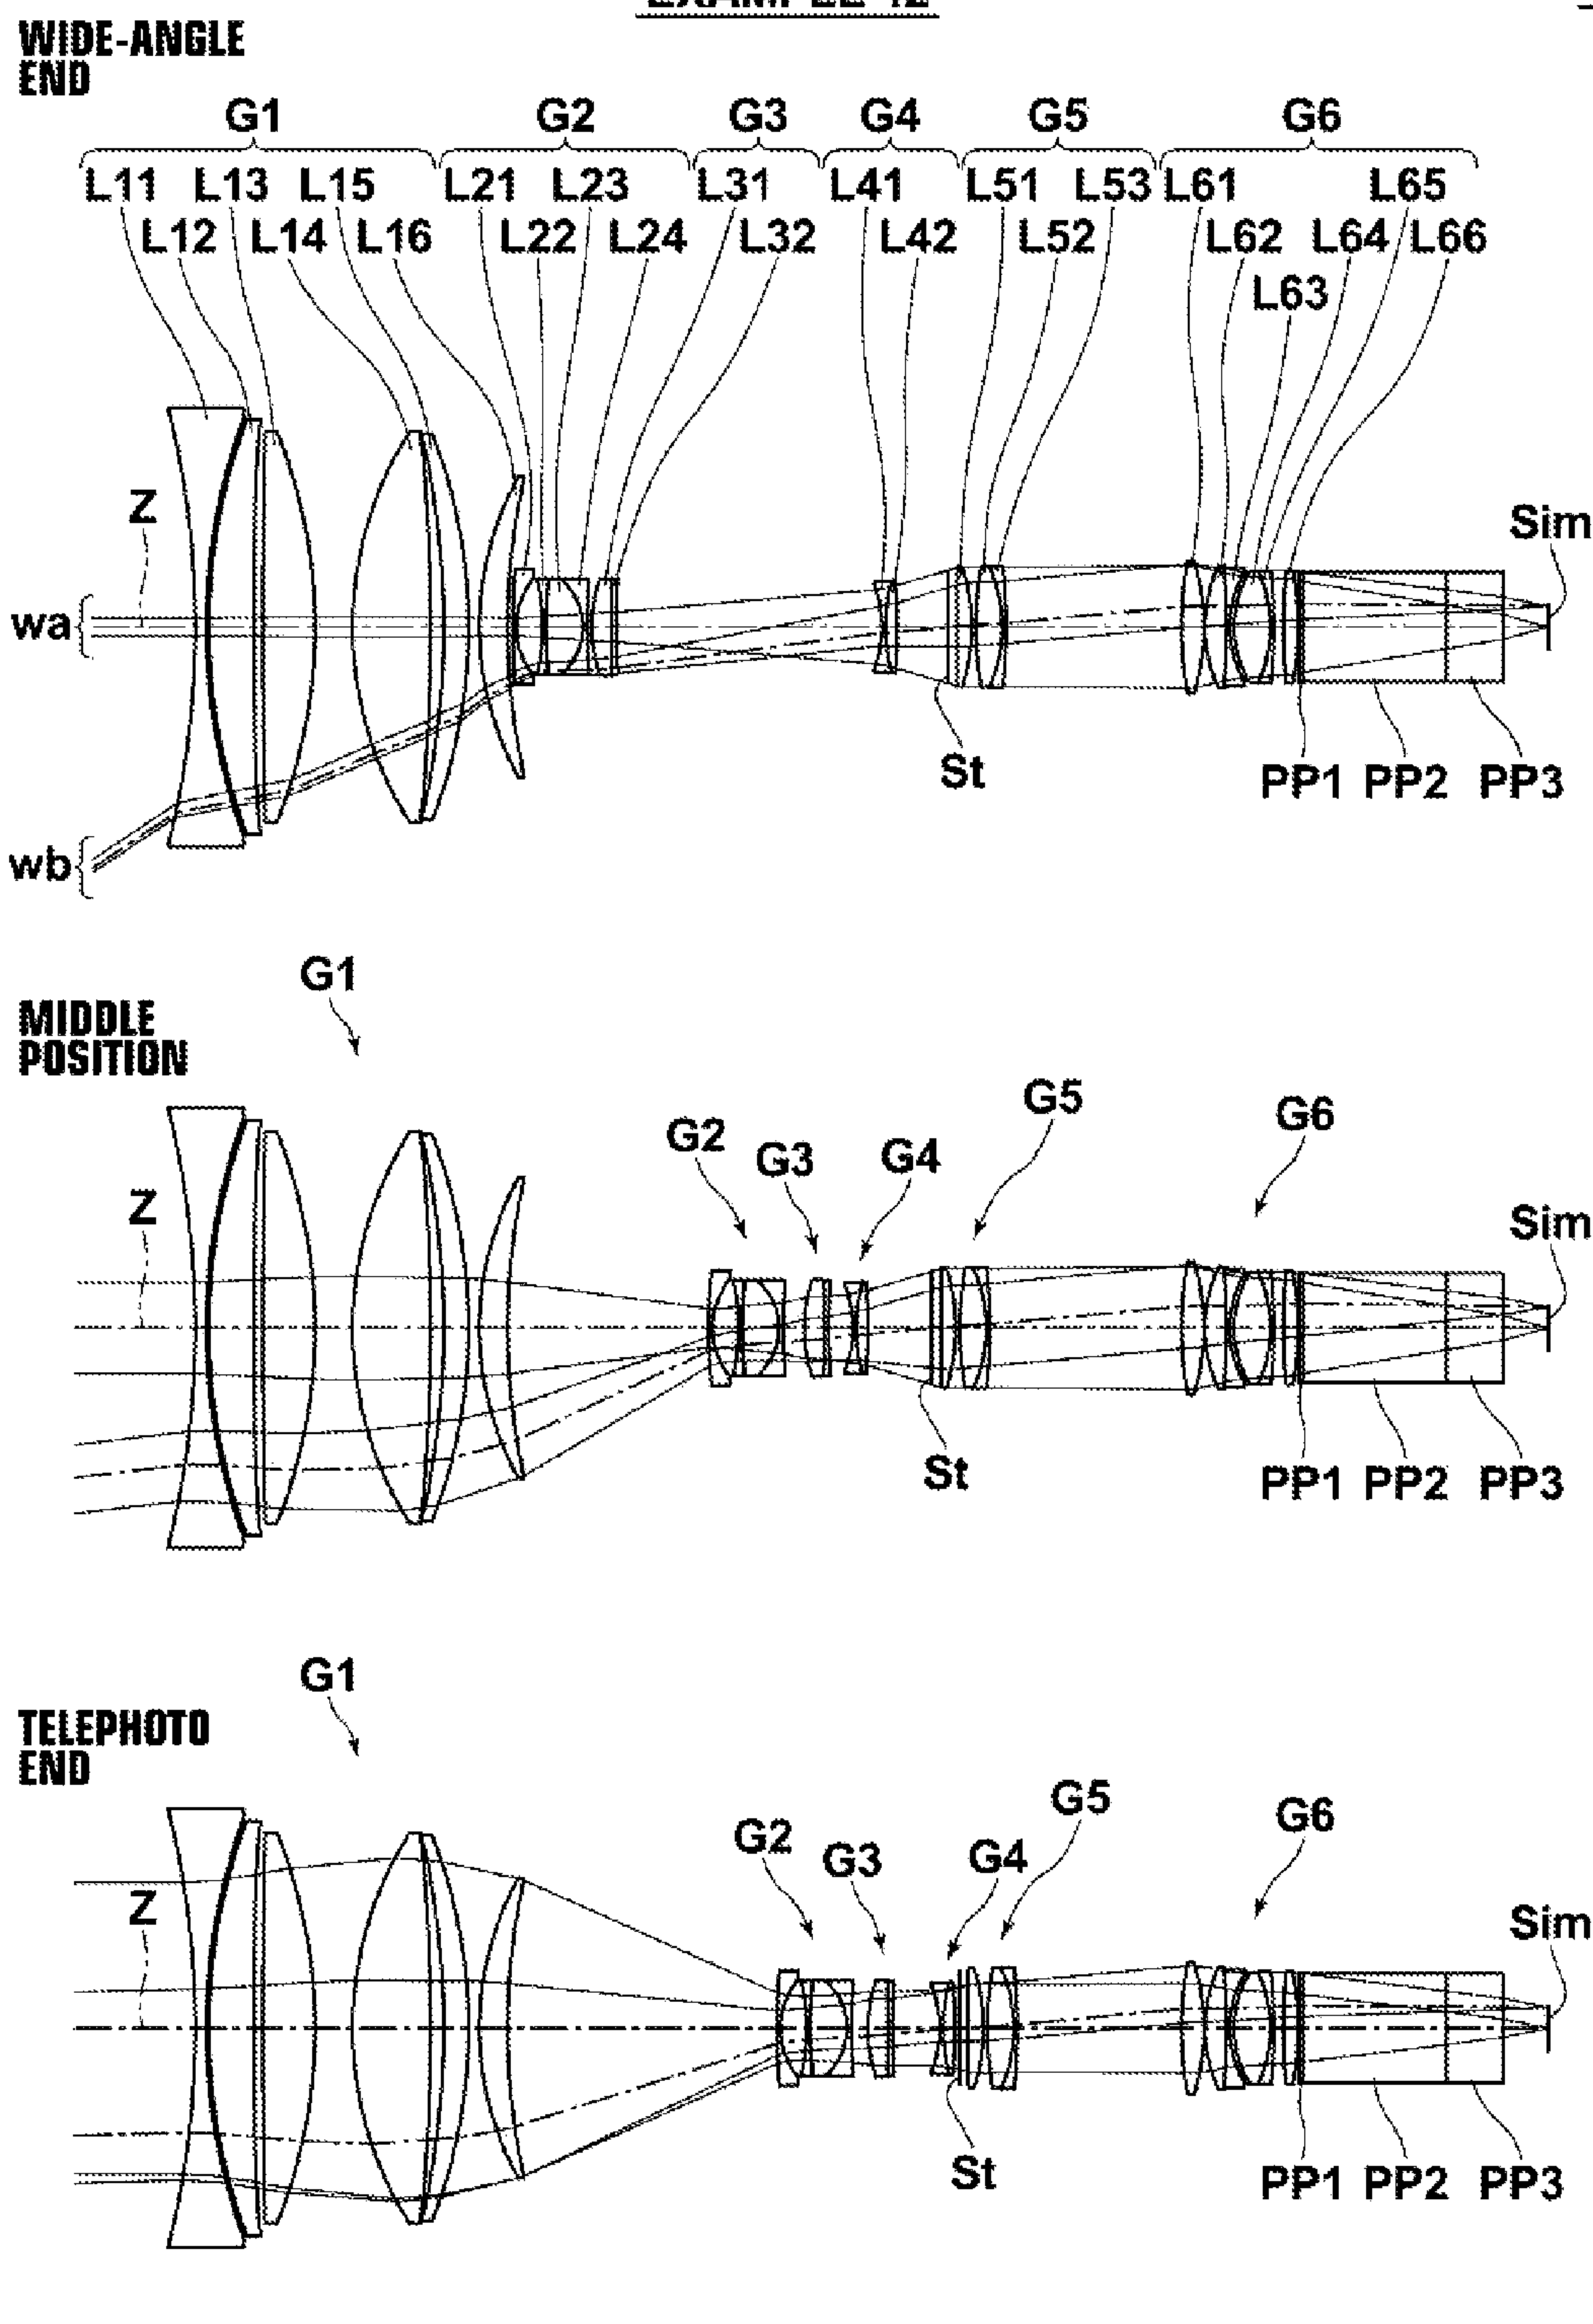 WIDE-ANGLE
END
G1 G2 G3 G4 G5 G6
L11 L13 L15 L21 L23 L31 L41 L51 L53 L61 L65
L12 L14 L16 L22 L24 L32 L42 L52 L62 L64 L66
L63
Z
Sim
wa
St
PP1 PP2 PP3
wb
G1
MIDDLE
POSITION
G5
G6
G2
G3
G4
Z
Sim
St
PP1 PP2 PP3
G1
TELEPHOTO
END
G5
G6
G2
G3
G4
Z
Sim
St
PP1 PP2 PP3